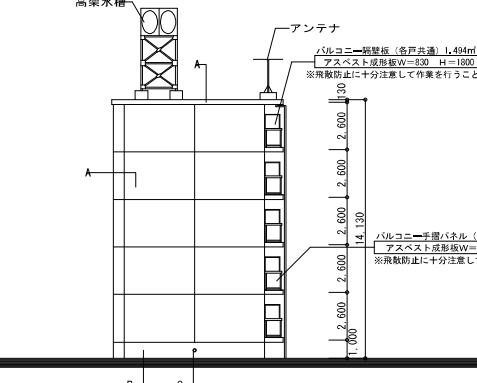 高架水槽
アンテナ
A
バルコニー隔壁板（各戸共通）1.494㎡
アスベスト成形板W=830　H=1800
※飛散防止に十分注意して作業を行うこと
130
2,600
A
2,600
2,600
14,130
バルコニー手摺パネル（
アスベスト成形板W=
※飛散防止に十分注意して
2,600
2,600
1,000